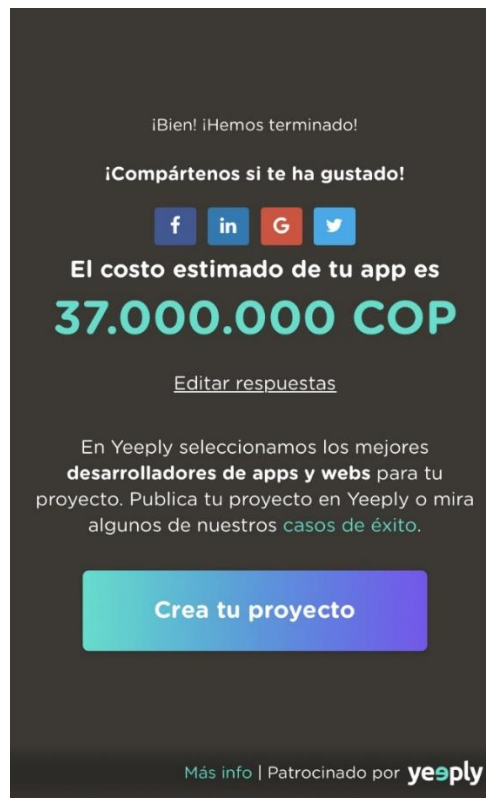 ¡Bien! ¡Hemos terminado!
¡Compártenos si te ha gustado!
f in G
El costo estimado de tu app es
37.000.000 COP
Editar respuestas
En Yeeply seleccionamos los mejores
desarrolladores de apps y webs para tu
proyecto. Publica tu proyecto en Yeeply o mira
algunos de nuestros casos de éxito.
Crea tu proyecto
Más info | Patrocinado por yeeply